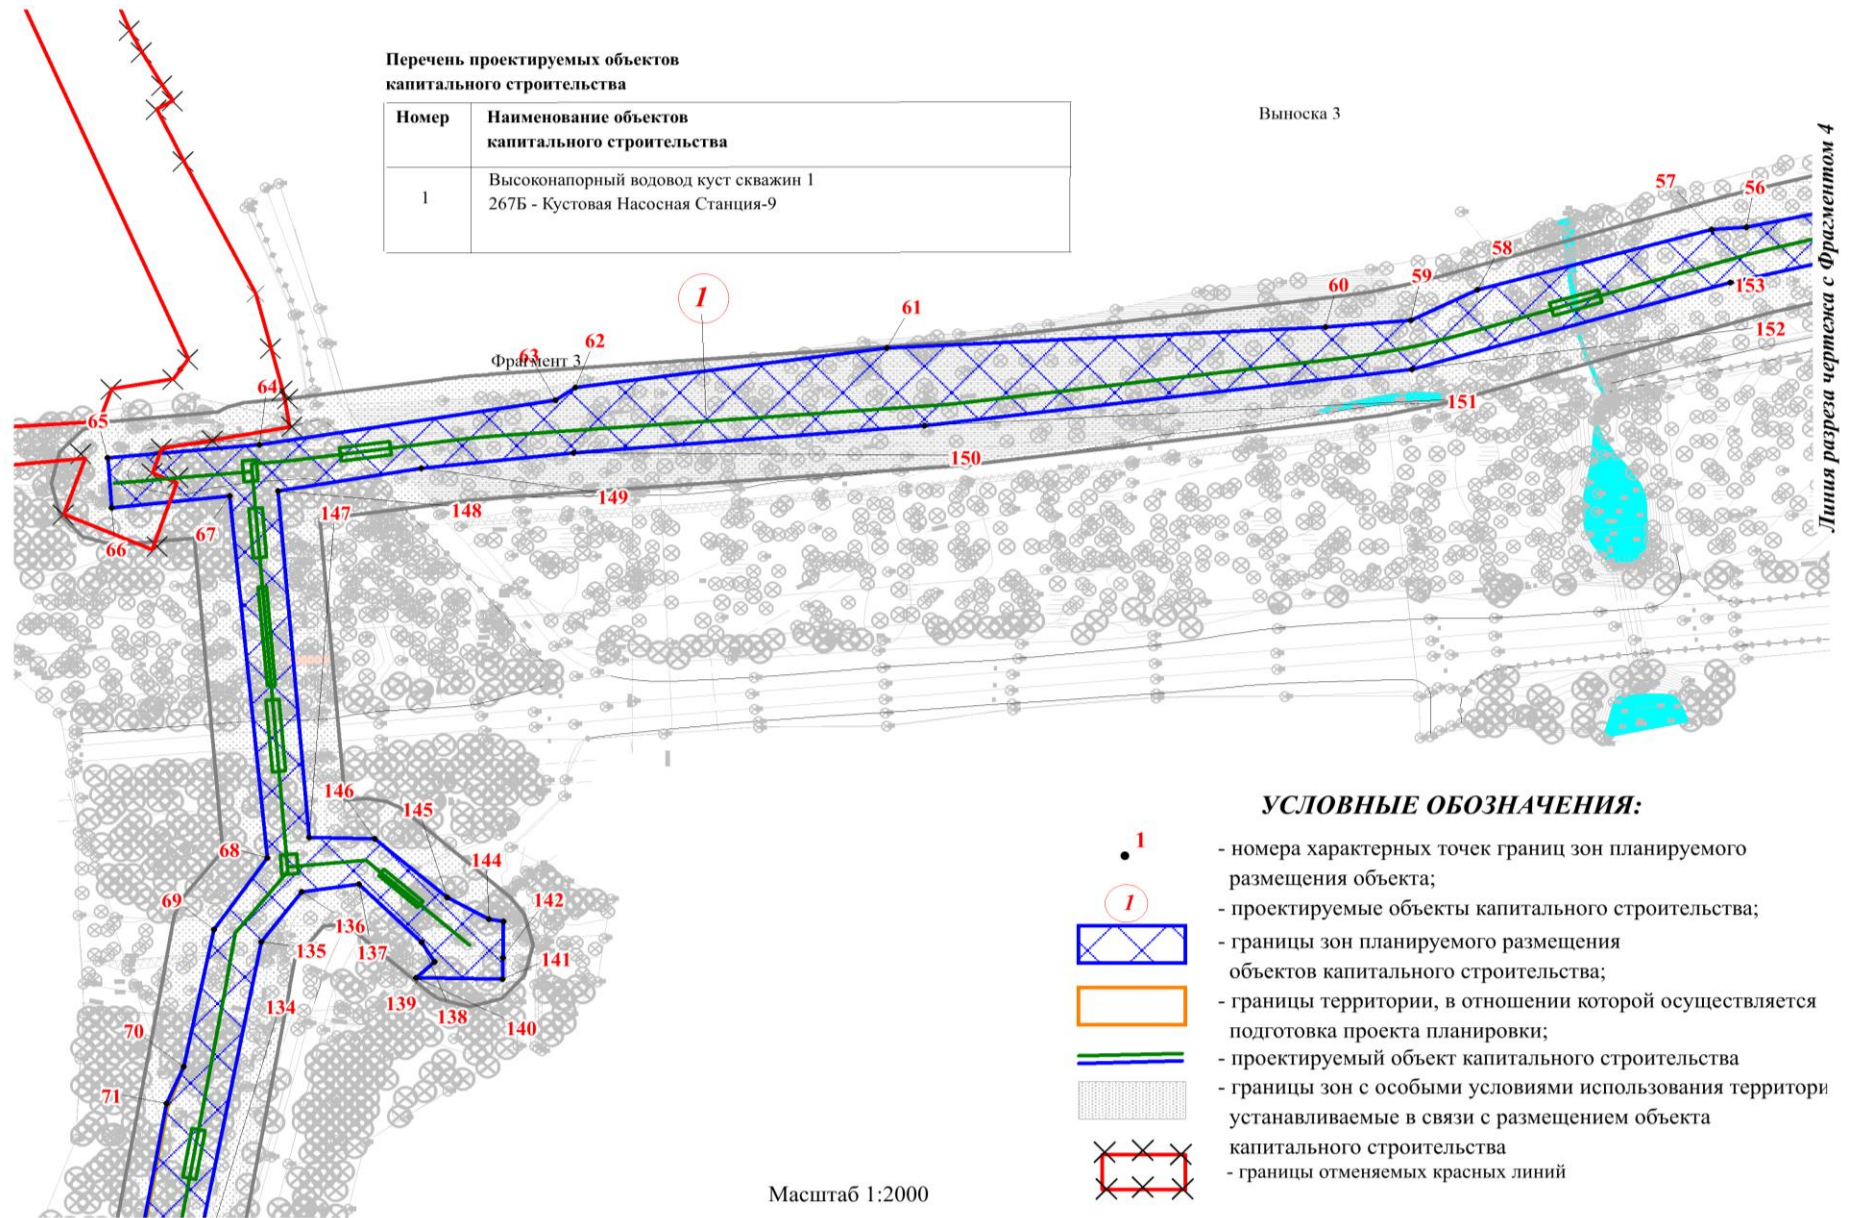 Перечень проектируемых объектов
капитального строительства
Номер
Наименование объектов
капитального строительства
1
Высоконапорный водовод куст скважин 1
267Б - Кустовая Насосная Станция-9
Выноска 3
Линия разреза чертежа с Фрагментом 4
57
56
58
59
60
153
152
1
61
62
63
Фрагмент 3
64
65
151
150
149
148
147
67
66
146
145
68
144
142
69
136
135
137
141
139
138
140
134
70
71
УСЛОВНЫЕ ОБОЗНАЧЕНИЯ:
1
- номера характерных точек границ зон планируемого
размещения объекта;
1
- проектируемые объекты капитального строительства;
- границы зон планируемого размещения
объектов капитального строительства;
- границы территории, в отношении которой осуществляется
подготовка проекта планировки;
- проектируемый объект капитального строительства
- границы зон с особыми условиями использования территори
устанавливаемые в связи с размещением объекта
капитального строительства
- границы отменяемых красных линий
Масштаб 1:2000